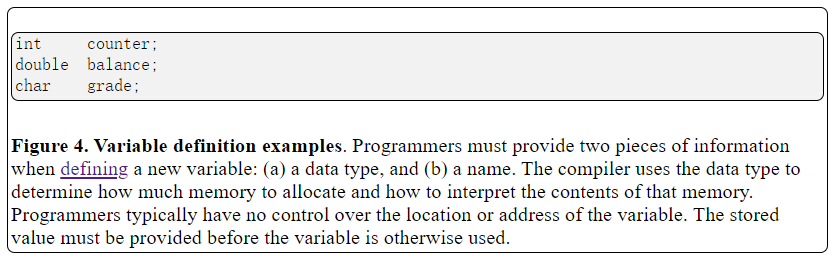 int     counter;
double  balance;
char    grade;
Figure 4. Variable definition examples. Programmers must provide two pieces of information
when defining a new variable: (a) a data type, and (b) a name. The compiler uses the data type to
determine how much memory to allocate and how to interpret the contents of that memory.
Programmers typically have no control over the location or address of the variable. The stored
value must be provided before the variable is otherwise used.